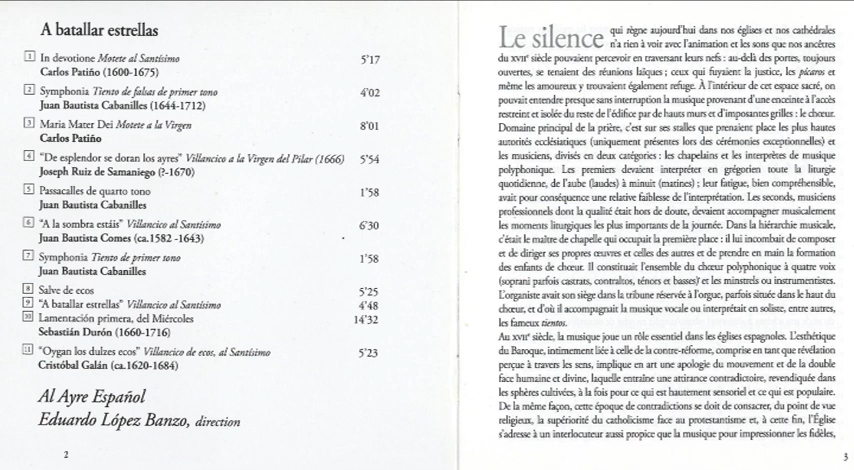 A batallar estrellas
1 In devotione Motete al Santísimo 5'17
Carlos Patiño (1600-1675)
2 Symphonia Tiento de falsas de primer tono 4'02
Juan Bautista Cabanilles (1644-1712)
3 Maria Mater Dei Motete a la Virgen 8'01
Carlos Patiño
4 “De esplendor se doran los ayres” Villancico a la Virgen del Pilar (1666) 5'54
Joseph Ruiz de Samaniego (?-1670)
5 Passacalles de quarto tono 1'58
Juan Bautista Cabanilles
6 “A la sombra estáis” Villancico al Santísimo 6'30
Juan Bautista Comes (ca.1582 -1643)
7 Symphonia Tiento de primer tono 1'58
Juan Bautista Cabanilles
8 Salve de ecos 5'25
9 “A batallar estrellas” Villancico al Santísimo 4'48
10 Lamentación primera, del Miércoles 14'32
Sebastián Durón (1660-1716)
11 “Oygan los dulzes ecos” Villancico de ecos, al Santísimo 5'23
Cristóbal Galán (ca.1620-1684)
Al Ayre Español
Eduardo López Banzo, direction
2
Le silence qui règne aujourd'hui dans nos églises et nos cathédrales
n'a rien à voir avec l'animation et les sons que nos ancêtres
du XVIIe siècle pouvaient percevoir en traversant leurs nefs : au-delà des portes, toujours
ouvertes, se tenaient des réunions laïques ; ceux qui fuyaient la justice, les pícaros et
même les amoureux y trouvaient également refuge. À l'intérieur de cet espace sacré, on
pouvait entendre presque sans interruption la musique provenant d'une enceinte à l'accès
restreint et isolée du reste de l'édifice par de hauts murs et d'imposantes grilles : le chœur.
Domaine principal de la prière, c'est sur ses stalles que prenaient place les plus hautes
autorités ecclésiastiques (uniquement présentes lors des cérémonies exceptionnelles) et
les musiciens, divisés en deux catégories : les chapelains et les interprètes de musique
polyphonique. Les premiers devaient interpréter en grégorien toute la liturgie
quotidienne, de l'aube (laudes) à minuit (matines) ; leur fatigue, bien compréhensible,
avait pour conséquence une relative faiblesse de l'interprétation. Les seconds, musiciens
professionnels dont la qualité était hors de doute, devaient accompagner musicalement
les moments liturgiques les plus importants de la journée. Dans la hiérarchie musicale,
c'était le maître de chapelle qui occupait la première place : il lui incombait de composer
et de diriger ses propres œuvres et celles des autres et de prendre en main la formation
des enfants de chœur. Il constituait l'ensemble du chœur polyphonique à quatre voix
(soprani parfois castrats, contraltos, ténors et basses) et les minstrels ou instrumentistes.
L'organiste avait son siège dans la tribune réservée à l'orgue, parfois située dans le haut du
chœur, et d'où il accompagnait la musique vocale ou interprétait en soliste, entre autres,
les fameux tientos.
Au XVIIe siècle, la musique joue un rôle essentiel dans les églises espagnoles. L'esthétique
du Baroque, intimement liée à celle de la contre-réforme, comprise en tant que révélation
perçue à travers les sens, implique en art une apologie du mouvement et de la double
face humaine et divine, laquelle entraîne une attirance contradictoire, revendiquée dans
les sphères cultivées, à la fois pour ce qui est hautement sensoriel et ce qui est populaire.
De la même façon, cette époque de contradictions se doit de consacrer, du point de vue
religieux, la supériorité du catholicisme face au protestantisme et, à cette fin, l'Église
s'adresse à un interlocuteur aussi propice que la musique pour impressionner les fidèles,
3